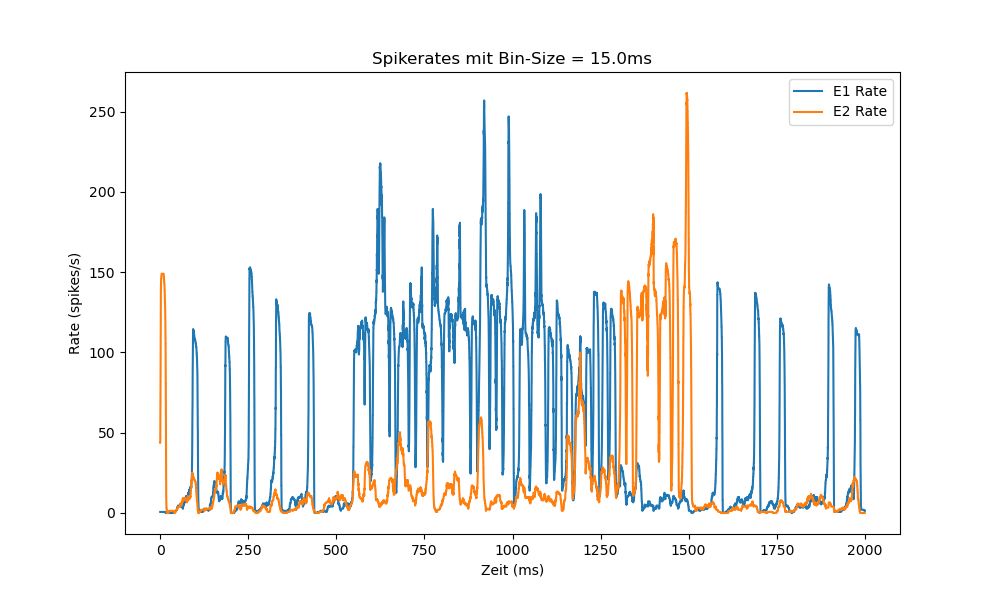 Spikerates mit Bin-Size = 15.0ms
E1 Rate
E2 Rate
Rate (spikes/s)
250
200
150
100
50
0
0 250 500 750 1000 1250 1500 1750 2000
Zeit (ms)